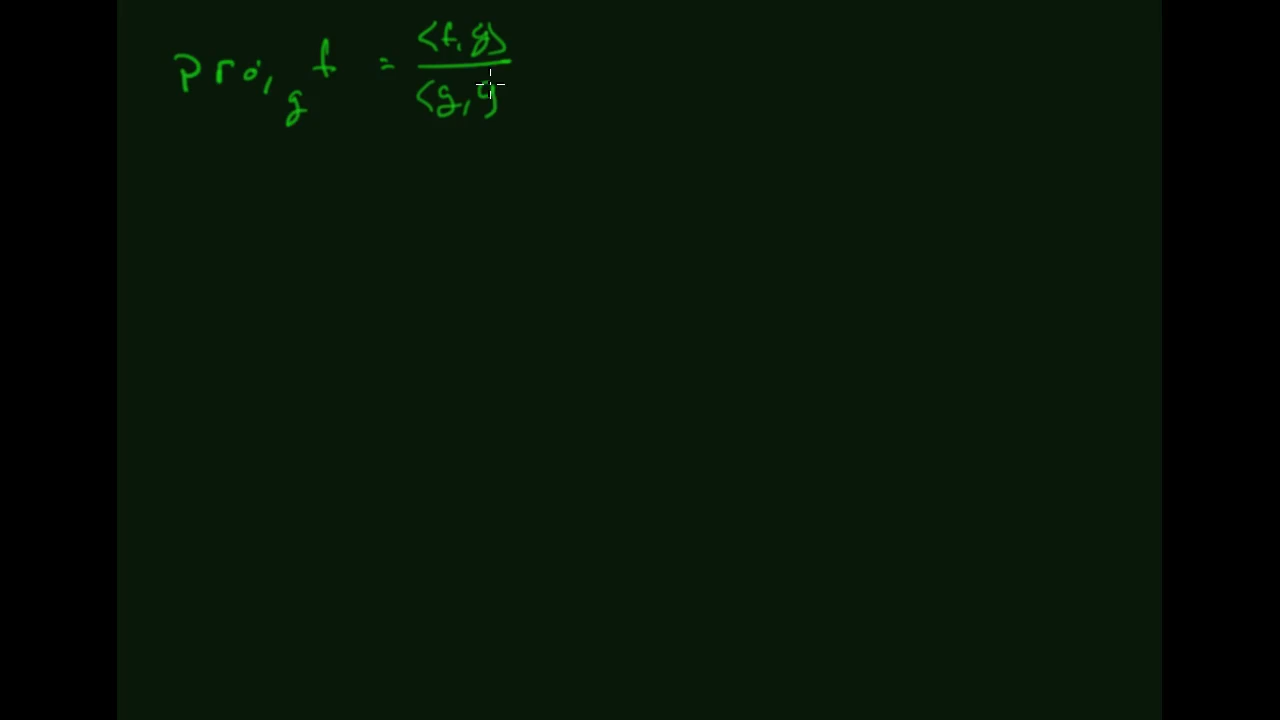 proj_g f = <f, g> / <g, g